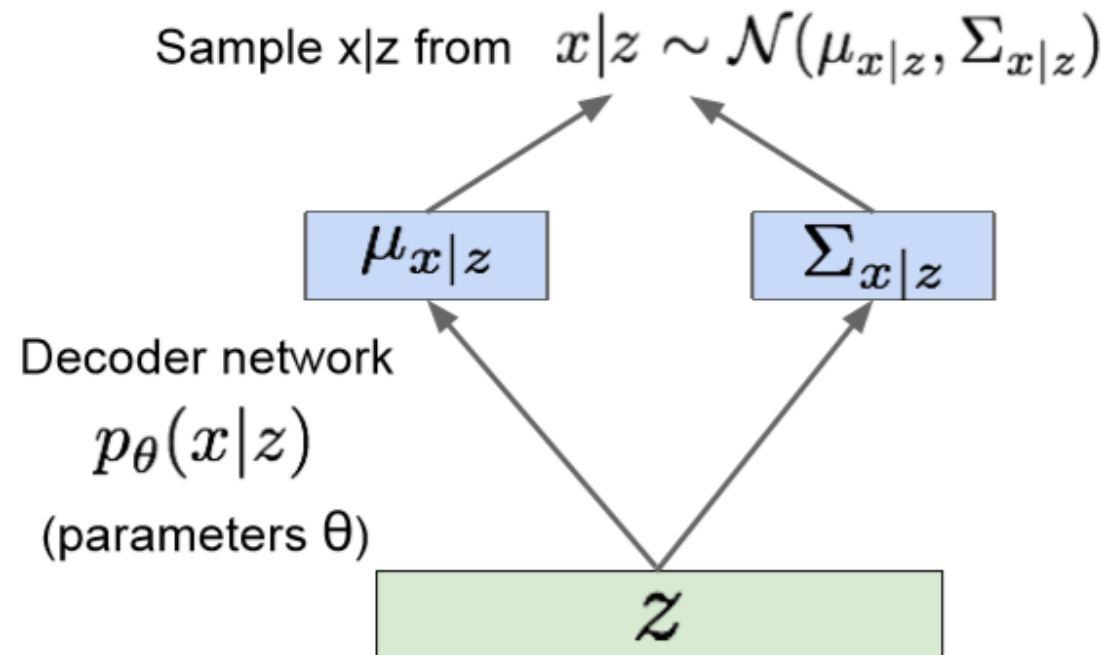 Sample x|z from x|z ∼ 𝒩(μ_{x|z}, Σ_{x|z})
μ_{x|z}
Σ_{x|z}
Decoder network
p_θ(x|z)
(parameters θ)
z